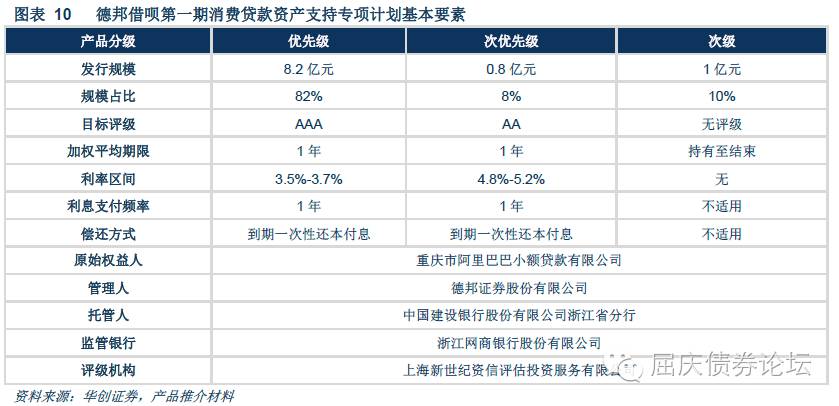 图表 10 德邦借呗第一期消费贷款资产支持专项计划基本要素
产品分级 优先级 次优先级 次级
发行规模 8.2 亿元 0.8 亿元 1 亿元
规模占比 82% 8% 10%
目标评级 AAA AA 无评级
加权平均期限 1 年 1 年 持有至结束
利率区间 3.5%-3.7% 4.8%-5.2% 无
利息支付频率 1 年 1 年 不适用
偿还方式 到期一次性还本付息 到期一次性还本付息 不适用
原始权益人 重庆市阿里巴巴小额贷款有限公司
管理人 德邦证券股份有限公司
托管人 中国建设银行股份有限公司浙江省分行
监管银行 浙江网商银行股份有限公司
评级机构 上海新世纪资信评估投资服务有限公司
屈庆债券论坛
资料来源：华创证券，产品推介材料